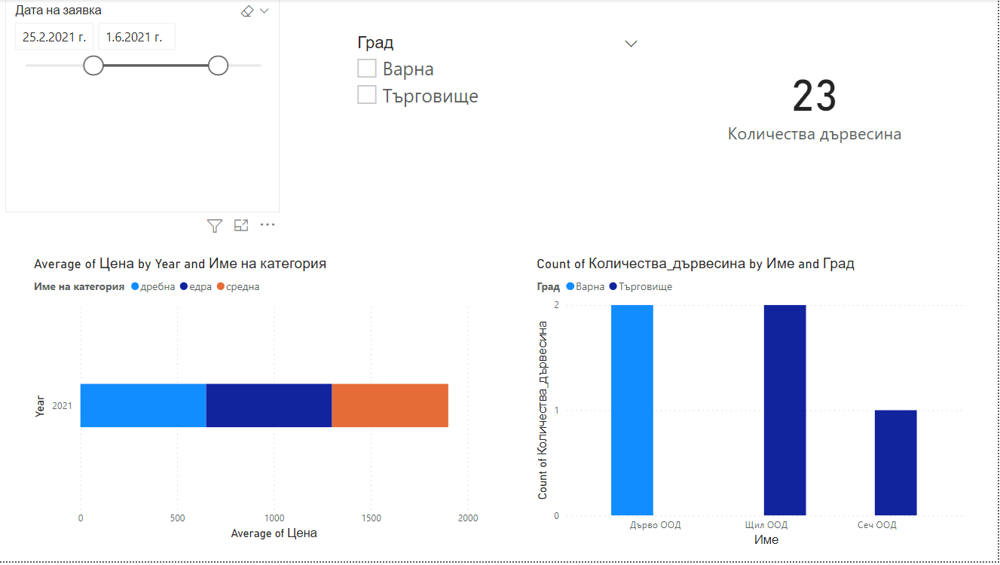 Дата на заявка
25.2.2021 г.
1.6.2021 г.
Град
Варна
Търговище
23
Количества дървесина
Average of Цена by Year and Име на категория
Име на категория дребна едра средна
Year
2021
0 500 1000 1500 2000
Average of Цена
Count of Количества_дървесина by Име and Град
Град Варна Търговище
Count of Количества_дървесина
2
1
0
Дърво ООД Щил ООД Сеч ООД
Име